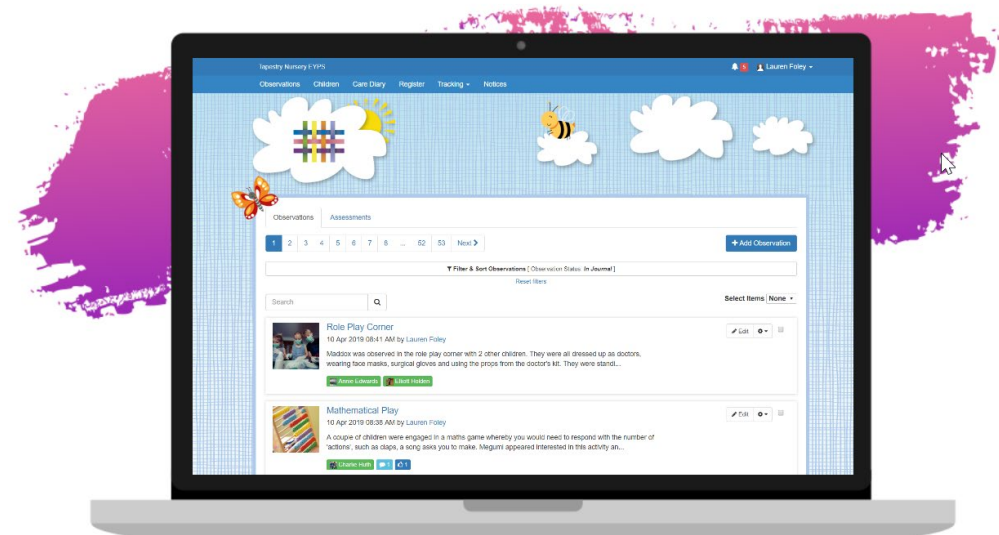 Tapestry Nursery EYPS
5 Lauren Foley
Observations Children Care Diary Register Tracking Notices
Observations Assessments
1 2 3 4 5 6 7 8 ... 52 53 Next
+ Add Observation
Filter & Sort Observations [ Observation Status In Journal ]
Reset filters
Search
Select Items None
Role Play Corner
Edit
10 Apr 2019 08:41 AM by Lauren Foley
Maddox was observed in the role play corner with 2 other children. They were all dressed up as doctors,
wearing face masks, surgical gloves and using the props from the doctor's kit. They were standi...
Anne Edwards Elliott Holden
Mathematical Play
Edit
10 Apr 2019 08:38 AM by Lauren Foley
A couple of children were engaged in a maths game whereby you would need to respond with the number of
'actions', such as claps, a song asks you to make. Megumi appeared interested in this activity an...
Charlie Huth 1 1